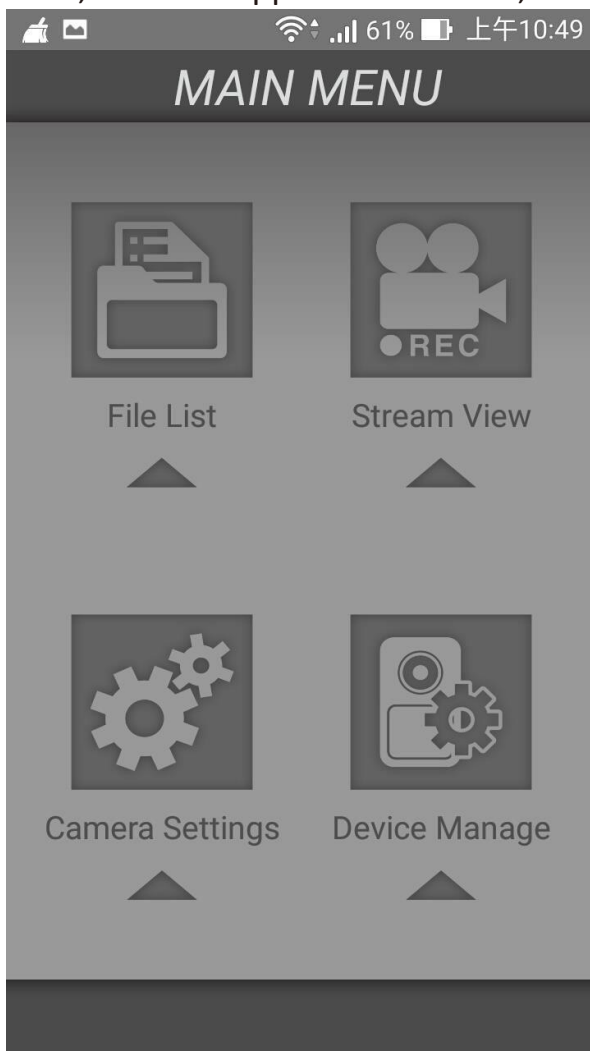 61% 上午10:49
MAIN MENU
REC
File List
Stream View
Camera Settings
Device Manage